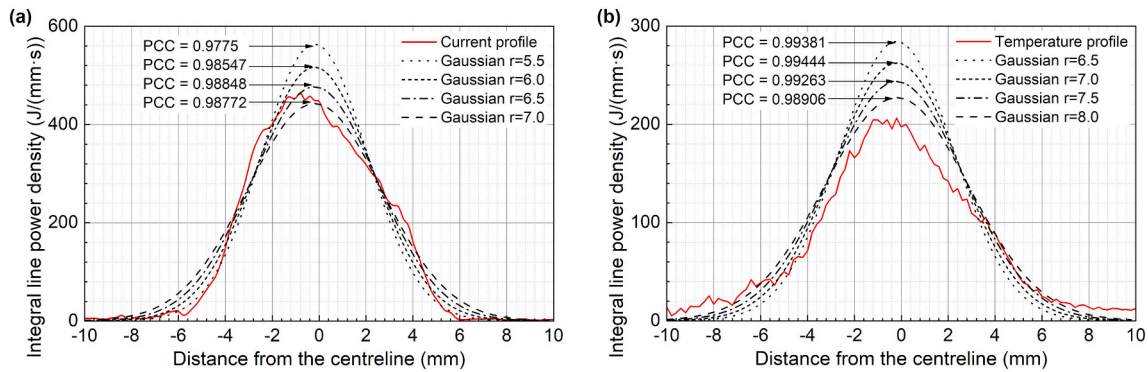 (a)
Integral line power density (J/(mm·s))
600
400
200
0
PCC = 0.9775
PCC = 0.98547
PCC = 0.98848
PCC = 0.98772
Current profile
Gaussian r=5.5
Gaussian r=6.0
Gaussian r=6.5
Gaussian r=7.0
-10 -8 -6 -4 -2 0 2 4 6 8 10
Distance from the centreline (mm)
(b)
Integral line power density (J/(mm·s))
300
200
100
0
PCC = 0.99381
PCC = 0.99444
PCC = 0.99263
PCC = 0.98906
Temperature profile
Gaussian r=6.5
Gaussian r=7.0
Gaussian r=7.5
Gaussian r=8.0
-10 -8 -6 -4 -2 0 2 4 6 8 10
Distance from the centreline (mm)